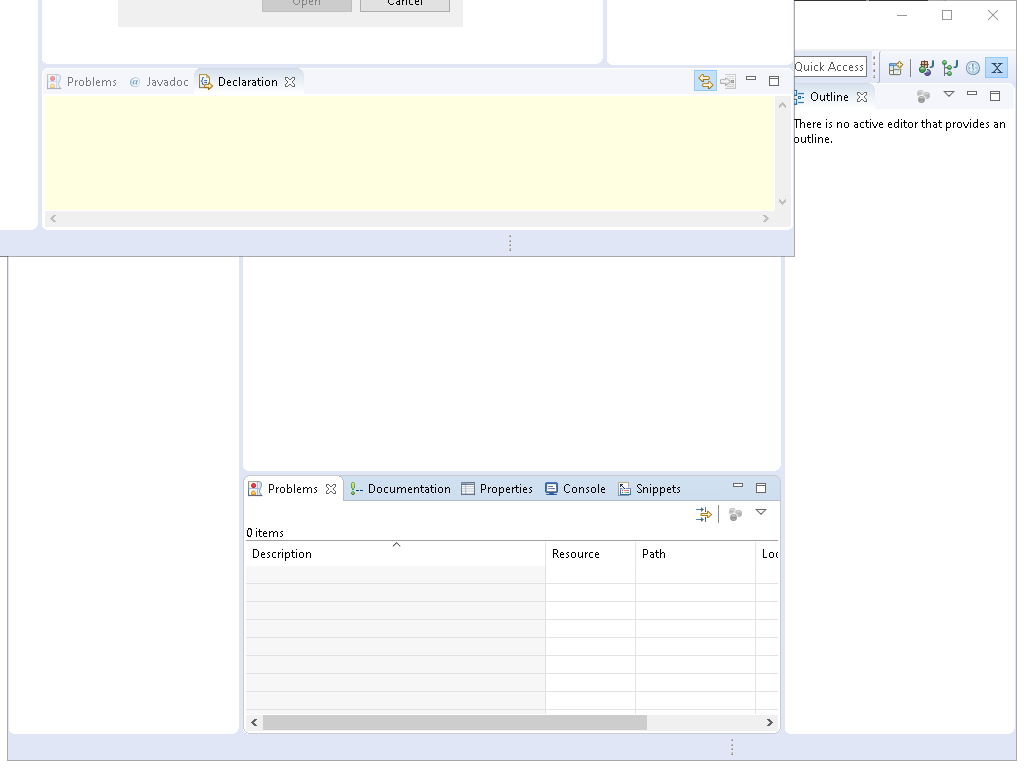 Open Cancel
Problems @ Javadoc Declaration
Quick Access
X
Outline
There is no active editor that provides an
outline.
Problems Documentation Properties Console Snippets
0 items
Description Resource Path Loc